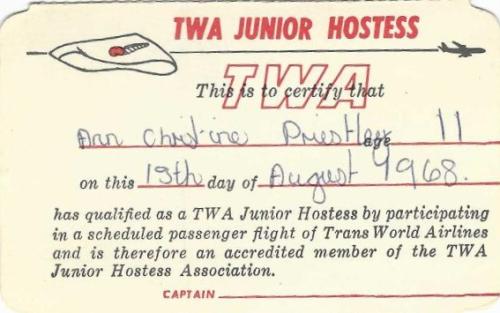 TWA JUNIOR HOSTESS
TWA
This is to certify that
Ann Christine Priestley age 11
on this 19th day of August 1968.
has qualified as a TWA Junior Hostess by participating
in a scheduled passenger flight of Trans World Airlines
and is therefore an accredited member of the TWA
Junior Hostess Association.
CAPTAIN